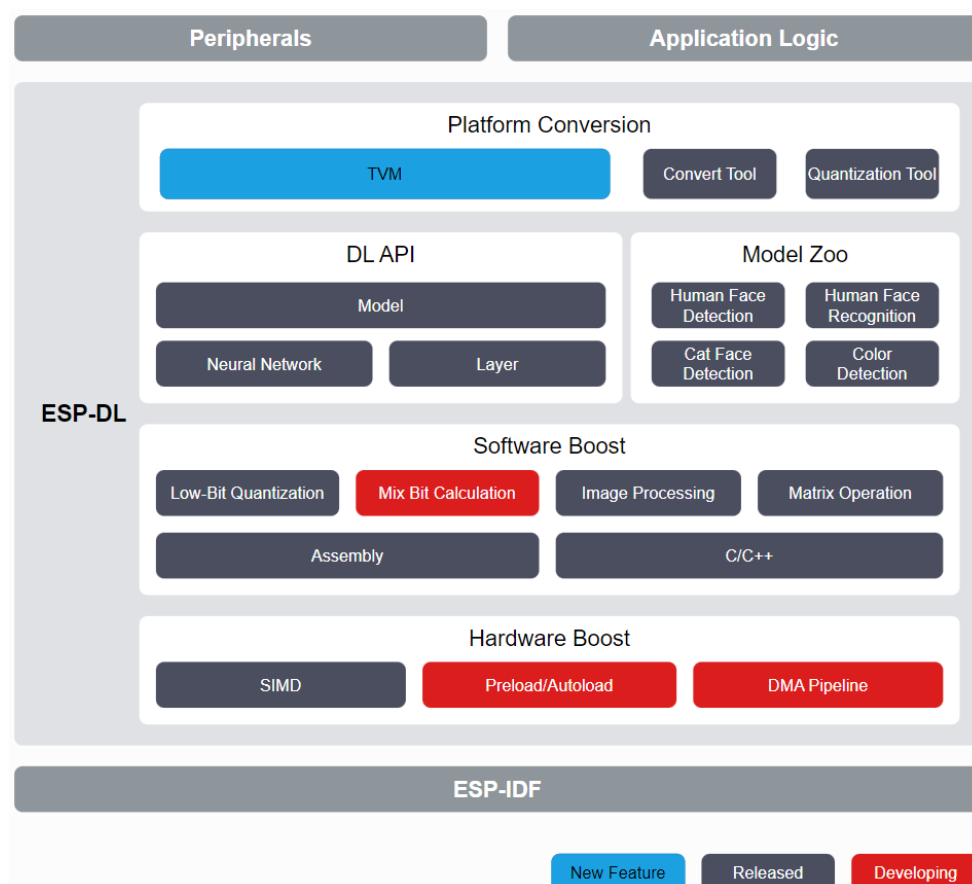 Peripherals
Application Logic
Platform Conversion
TVM
Convert Tool
Quantization Tool
DL API
Model
Neural Network
Layer
Model Zoo
Human Face
Detection
Human Face
Recognition
Cat Face
Detection
Color
Detection
ESP-DL
Software Boost
Low-Bit Quantization
Mix Bit Calculation
Image Processing
Matrix Operation
Assembly
C/C++
Hardware Boost
SIMD
Preload/Autoload
DMA Pipeline
ESP-IDF
New Feature
Released
Developing